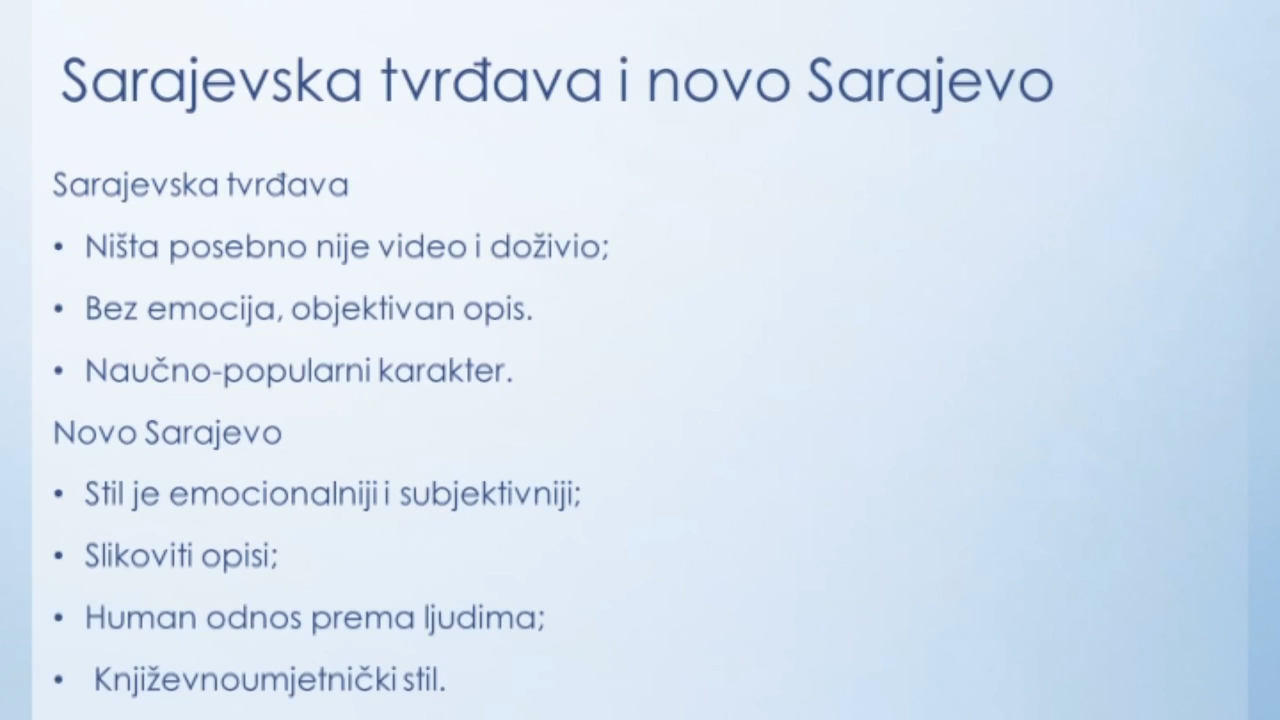 Sarajevska tvrđava i novo Sarajevo
Sarajevska tvrđava
• Ništa posebno nije video i doživio;
• Bez emocija, objektivan opis.
• Naučno-popularni karakter.
Novo Sarajevo
• Stil je emocionalniji i subjektivniji;
• Slikoviti opisi;
• Human odnos prema ljudima;
• Književnoumjetnički stil.